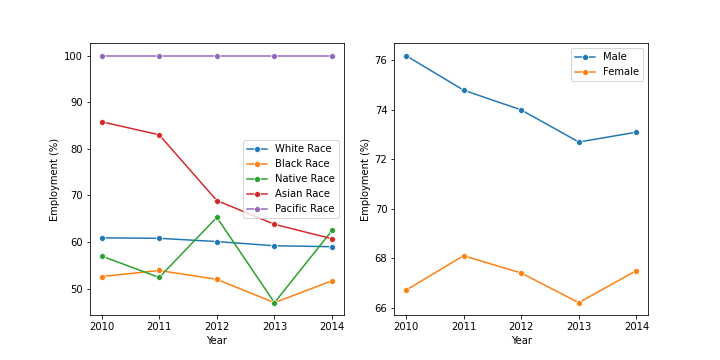 100
90
80
70
60
50
Employment (%)
2010 2011 2012 2013 2014
Year
White Race
Black Race
Native Race
Asian Race
Pacific Race
76
74
72
70
68
66
Employment (%)
2010 2011 2012 2013 2014
Year
Male
Female